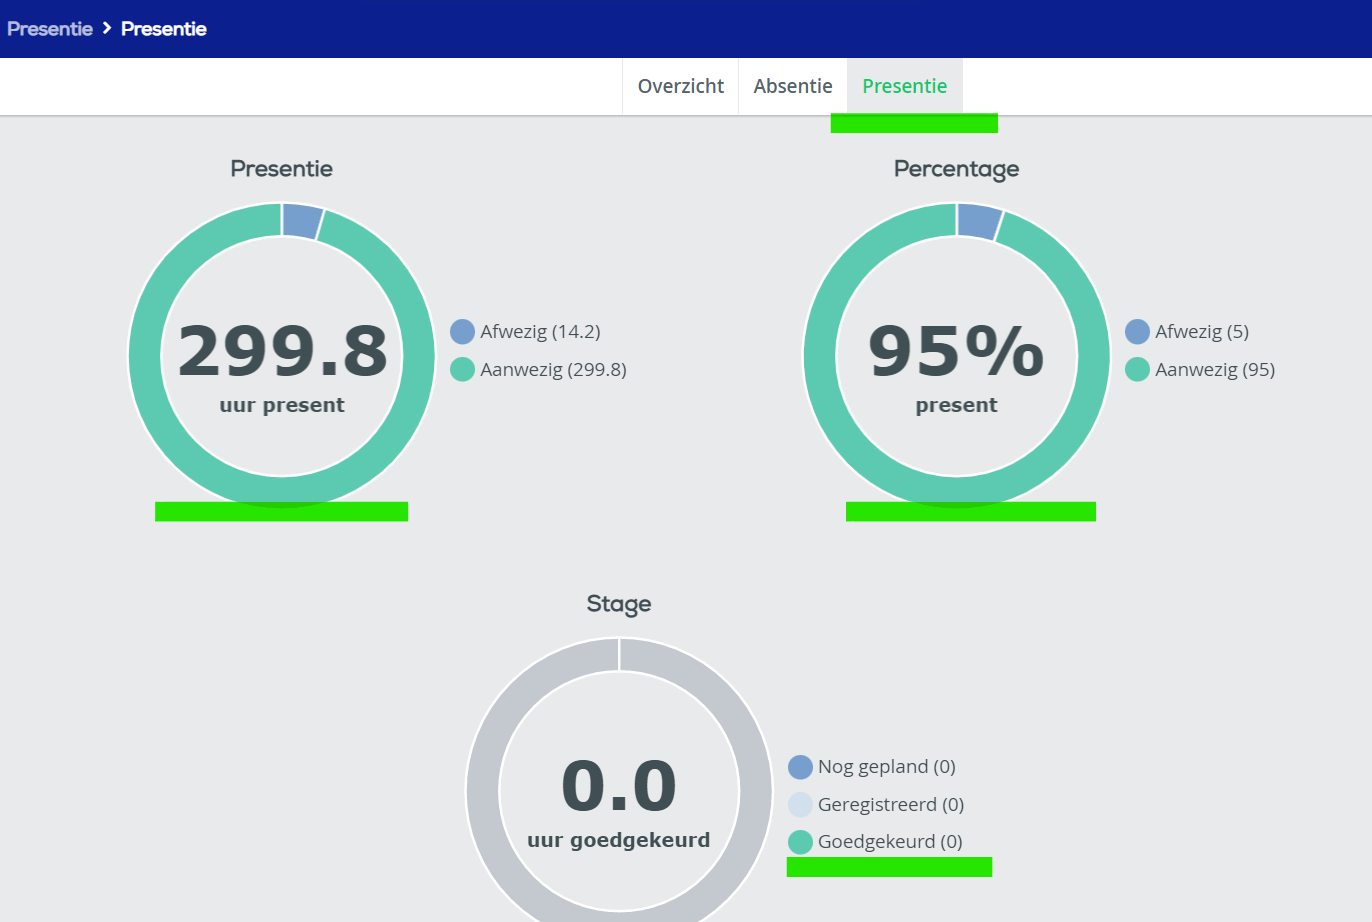 Presentie > Presentie
Overzicht Absentie Presentie
Presentie
299.8
uur present
Afwezig (14.2)
Aanwezig (299.8)
Percentage
95%
present
Afwezig (5)
Aanwezig (95)
Stage
0.0
uur goedgekeurd
Nog gepland (0)
Geregistreerd (0)
Goedgekeurd (0)